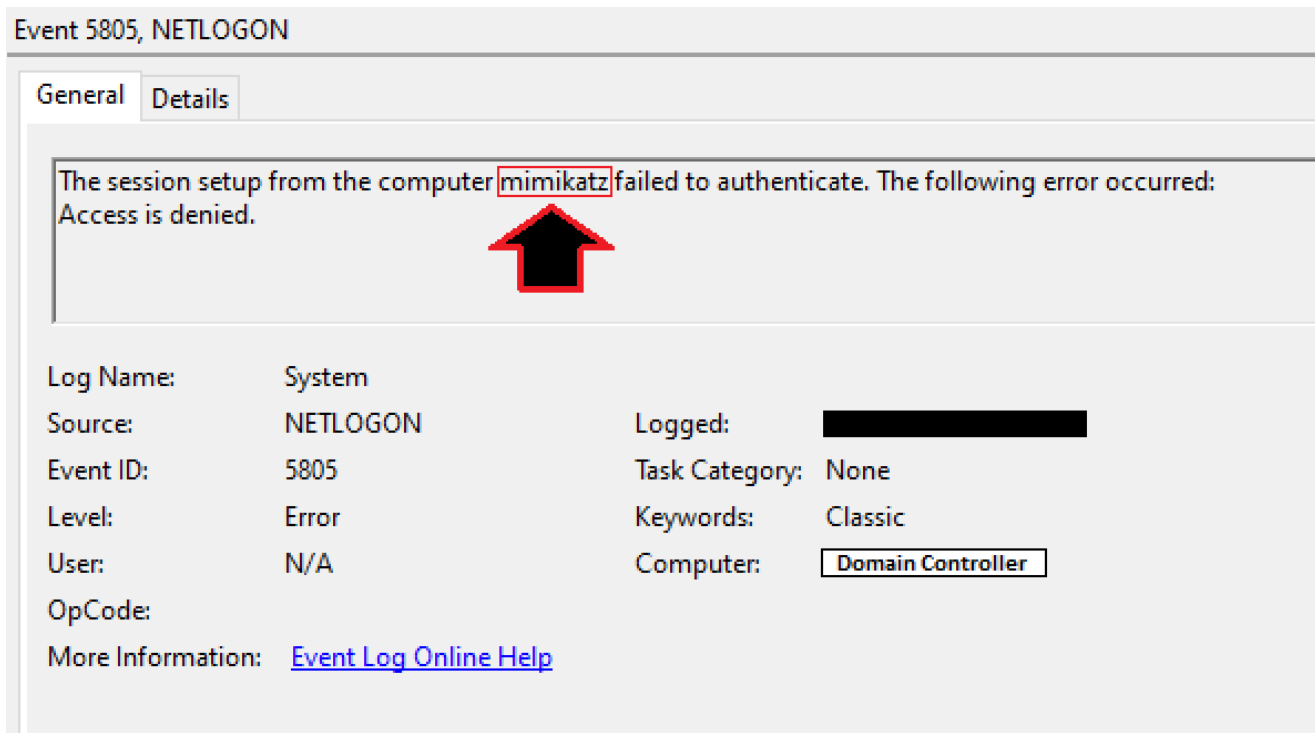 Event 5805, NETLOGON
General Details
The session setup from the computer mimikatz failed to authenticate. The following error occurred:
Access is denied.
Log Name: System
Source: NETLOGON Logged:
Event ID: 5805 Task Category: None
Level: Error Keywords: Classic
User: N/A Computer: Domain Controller
OpCode:
More Information: Event Log Online Help